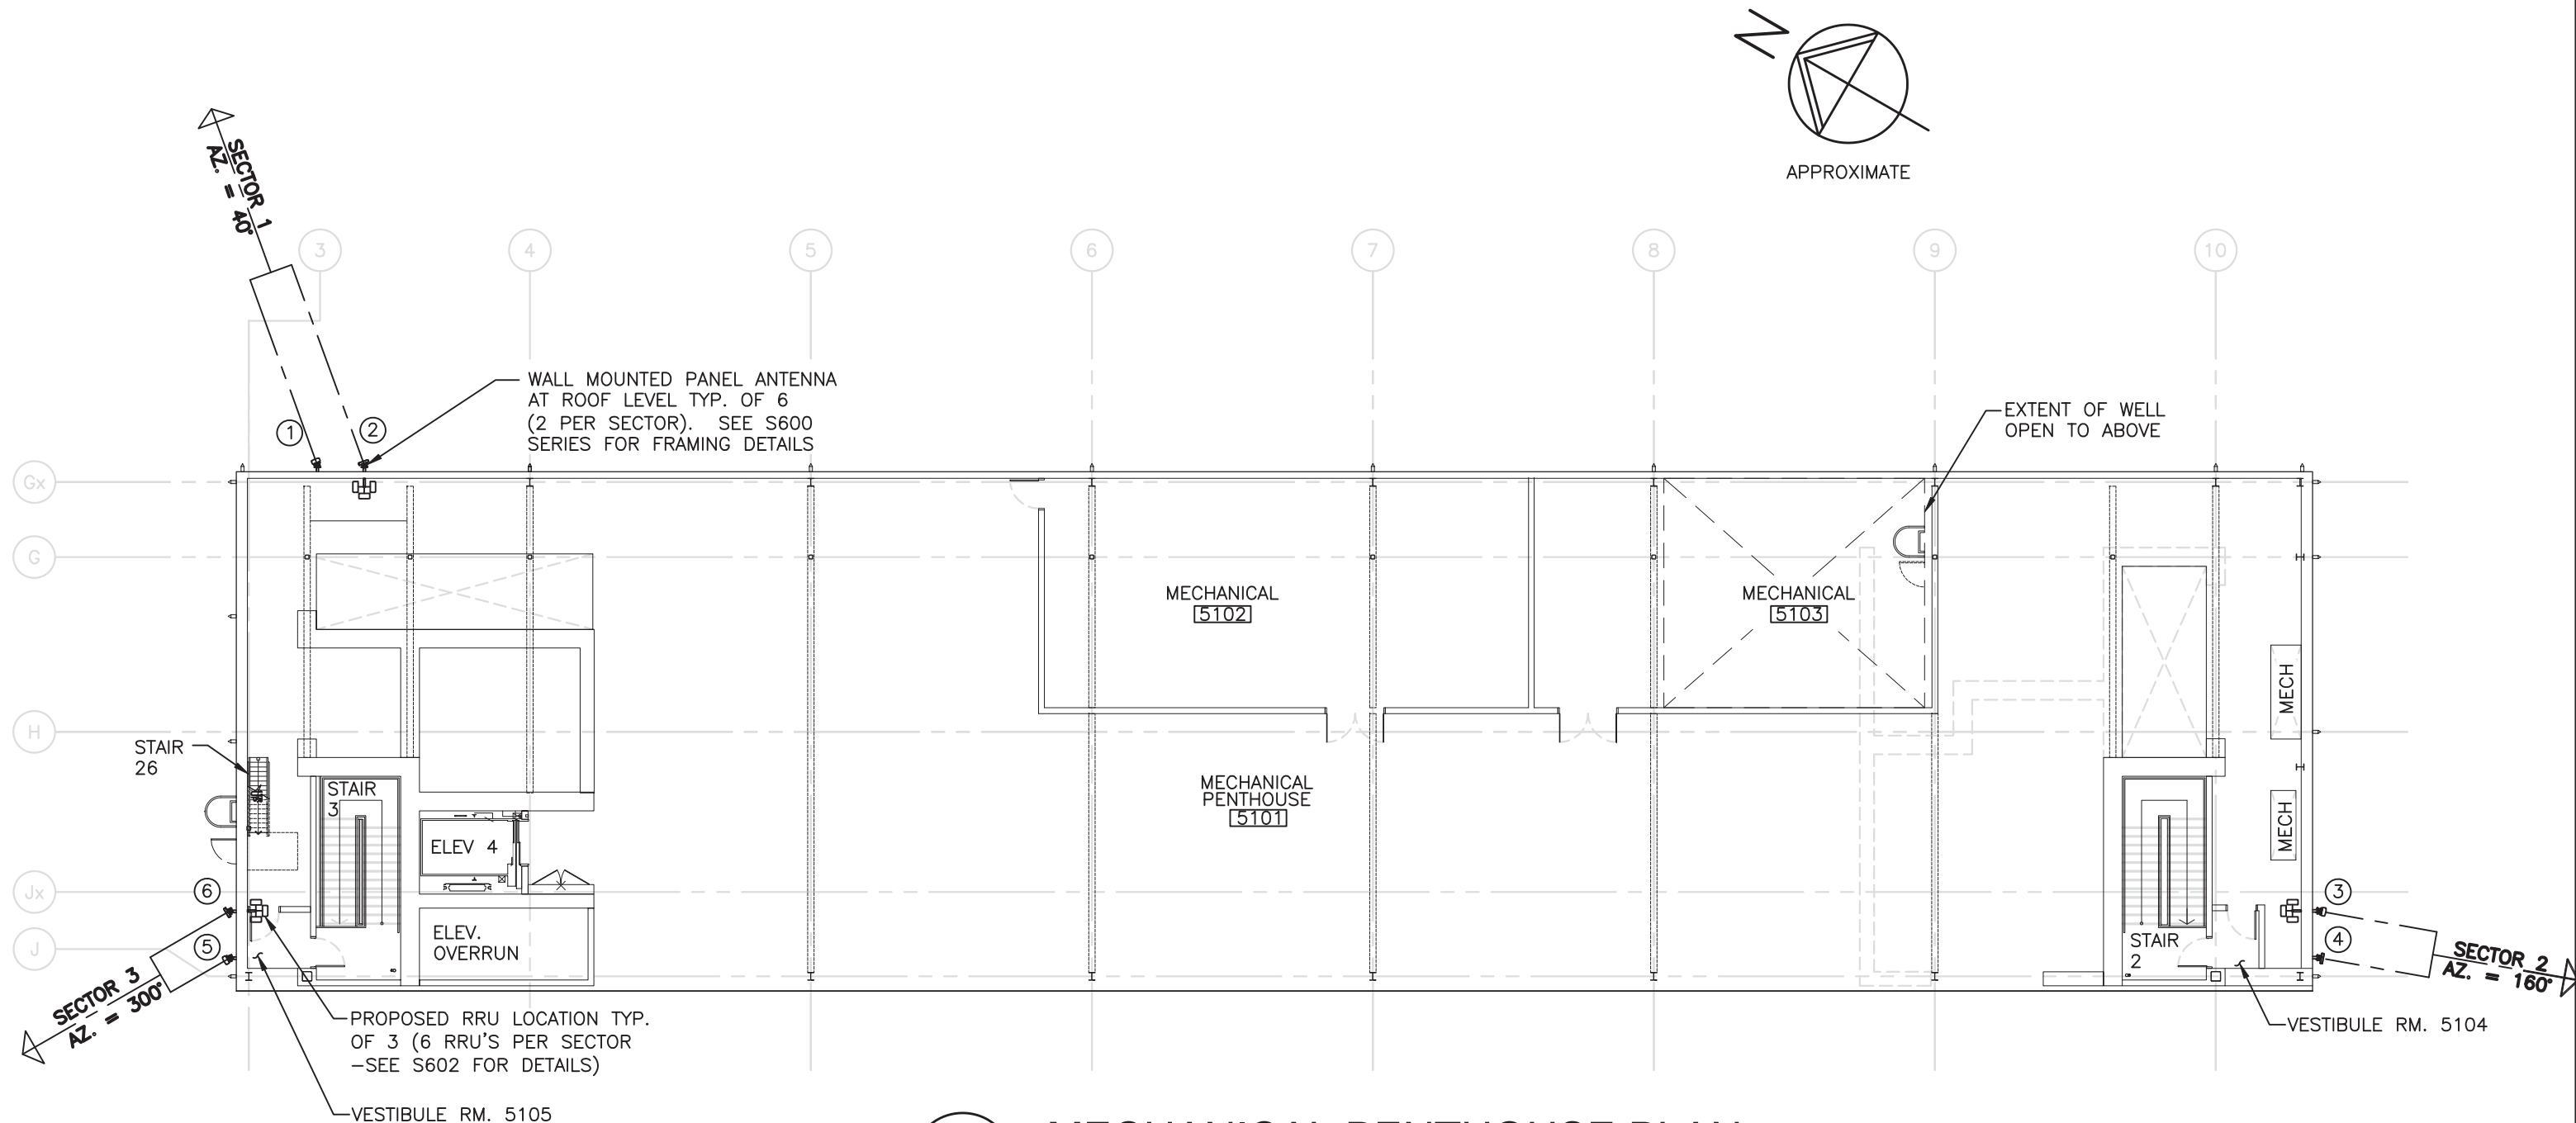 N
APPROXIMATE
SECTOR 1
AZ. = 40°
3
4
5
6
7
8
9
10
WALL MOUNTED PANEL ANTENNA
AT ROOF LEVEL TYP. OF 6
(2 PER SECTOR). SEE S600
SERIES FOR FRAMING DETAILS
EXTENT OF WELL
OPEN TO ABOVE
1
2
Gx
G
H
Jx
J
MECHANICAL
5102
MECHANICAL
5103
MECH
MECH
STAIR
26
STAIR
3
MECHANICAL
PENTHOUSE
5101
ELEV 4
6
5
3
4
ELEV.
OVERRUN
STAIR
2
SECTOR 3
AZ. = 300°
SECTOR 2
AZ. = 160°
PROPOSED RRU LOCATION TYP.
OF 3 (6 RRU'S PER SECTOR
-SEE S602 FOR DETAILS)
VESTIBULE RM. 5104
VESTIBULE RM. 5105
MECHANICAL PENTHOUSE PLAN